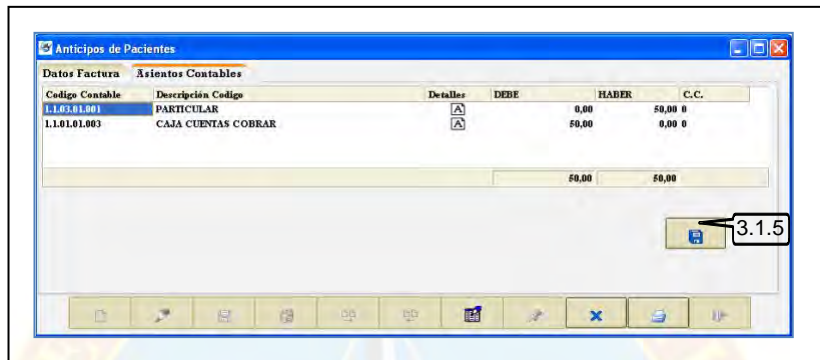 Anticipos de Pacientes
Datos Factura Asientos Contables
Codigo Contable Descripción Codigo Detalles DEBE HABER C.C.
1.1.03.01.001 PARTICULAR A 0,00 50,00 0
1.1.01.01.003 CAJA CUENTAS COBRAR A 50,00 0,00 0
50,00 50,00
3.1.5